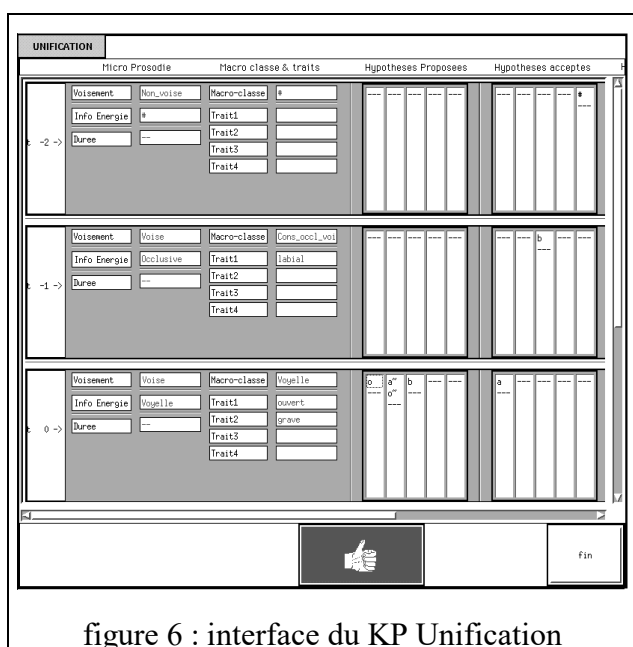 UNIFICATION
Micro Prosodie Macro classe & traits Hypotheses Proposees Hypotheses acceptes H
Voisement Non_voise Macro-classe # --- --- --- --- --- --- --- --- --- #
Info Energie # Trait1 ---
t -2 -> Duree -- Trait2
Trait3
Trait4
Voisement Voise Macro-classe Cons_occl_voi --- --- --- --- --- --- --- b --- ---
Info Energie Occlusive Trait1 labial ---
t -1 -> Duree -- Trait2
Trait3
Trait4
Voisement Voise Macro-classe Voyelle o a~ b --- --- a --- --- --- ---
Info Energie Voyelle Trait1 ouvert --- o~ --- ---
t 0 -> Duree -- Trait2 grave ---
Trait3
Trait4
fin
figure 6 : interface du KP Unification